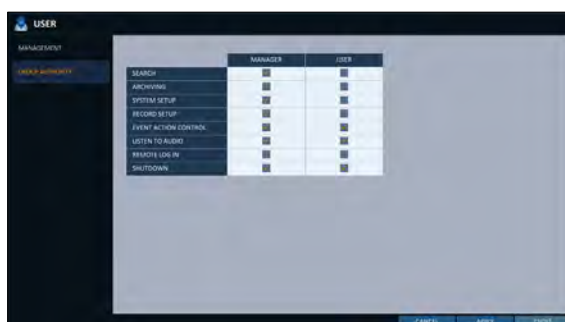 USER
MANAGEMENT
GROUP AUTHORITY
MANAGER USER
SEARCH
ARCHIVING
SYSTEM SETUP
RECORD SETUP
EVENT ACTION CONTROL
LISTEN TO AUDIO
REMOTE LOG IN
SHUTDOWN
CANCEL APPLY